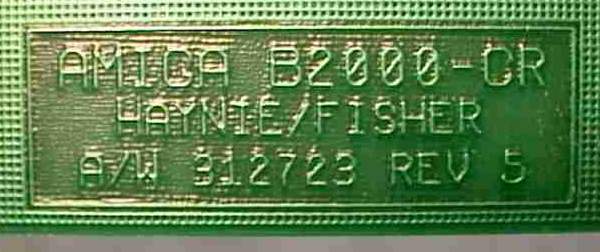 AMIGA B2000-CR
HAYNIE/FISHER
A/W 312723 REV 5